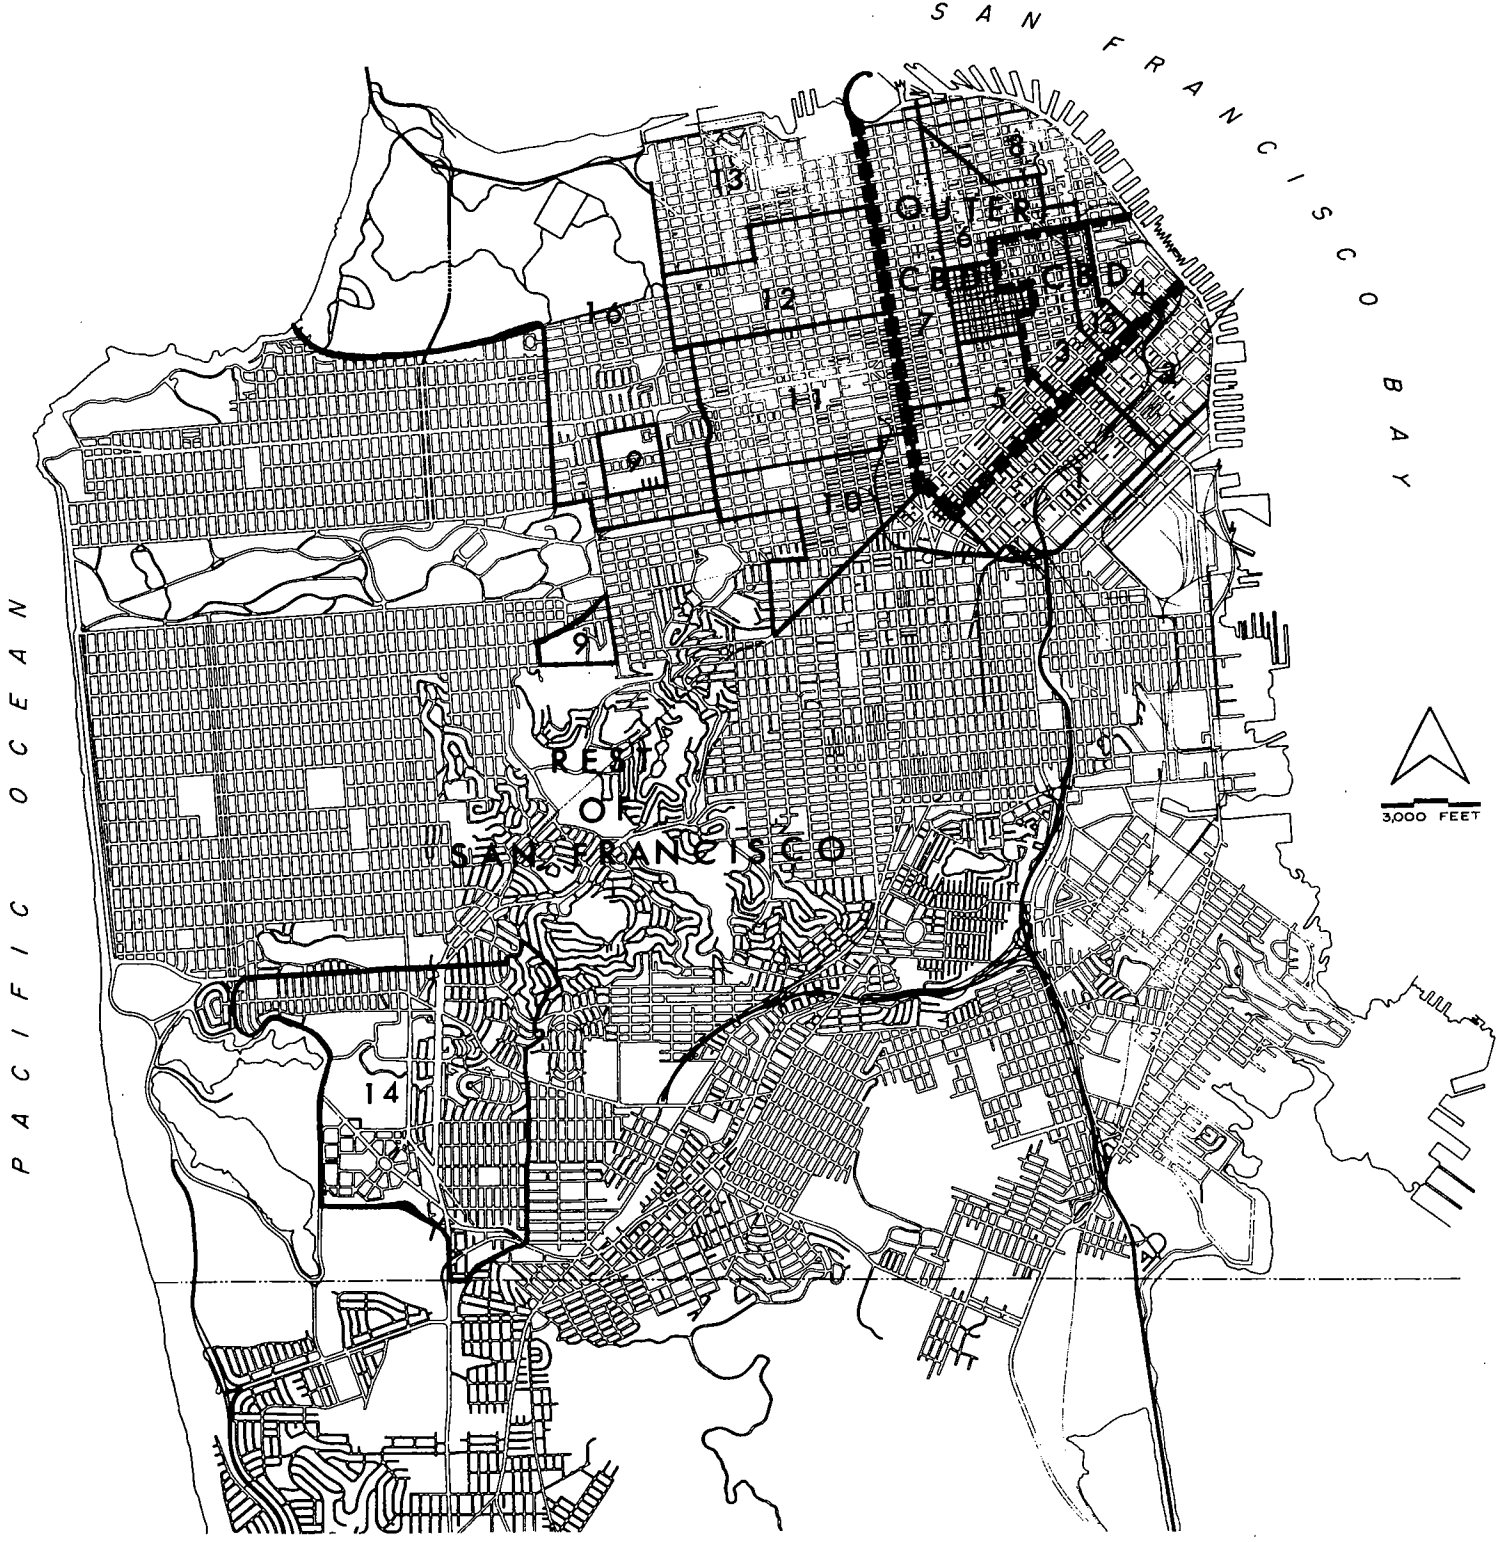 SAN FRANCISCO BAY
8
13
OUTER
6
CBD CBD
4
12
16
7
15
3
2
11
5
9
1
10
PACIFIC OCEAN
9
REST
OF
SAN FRANCISCO
3,000 FEET
14